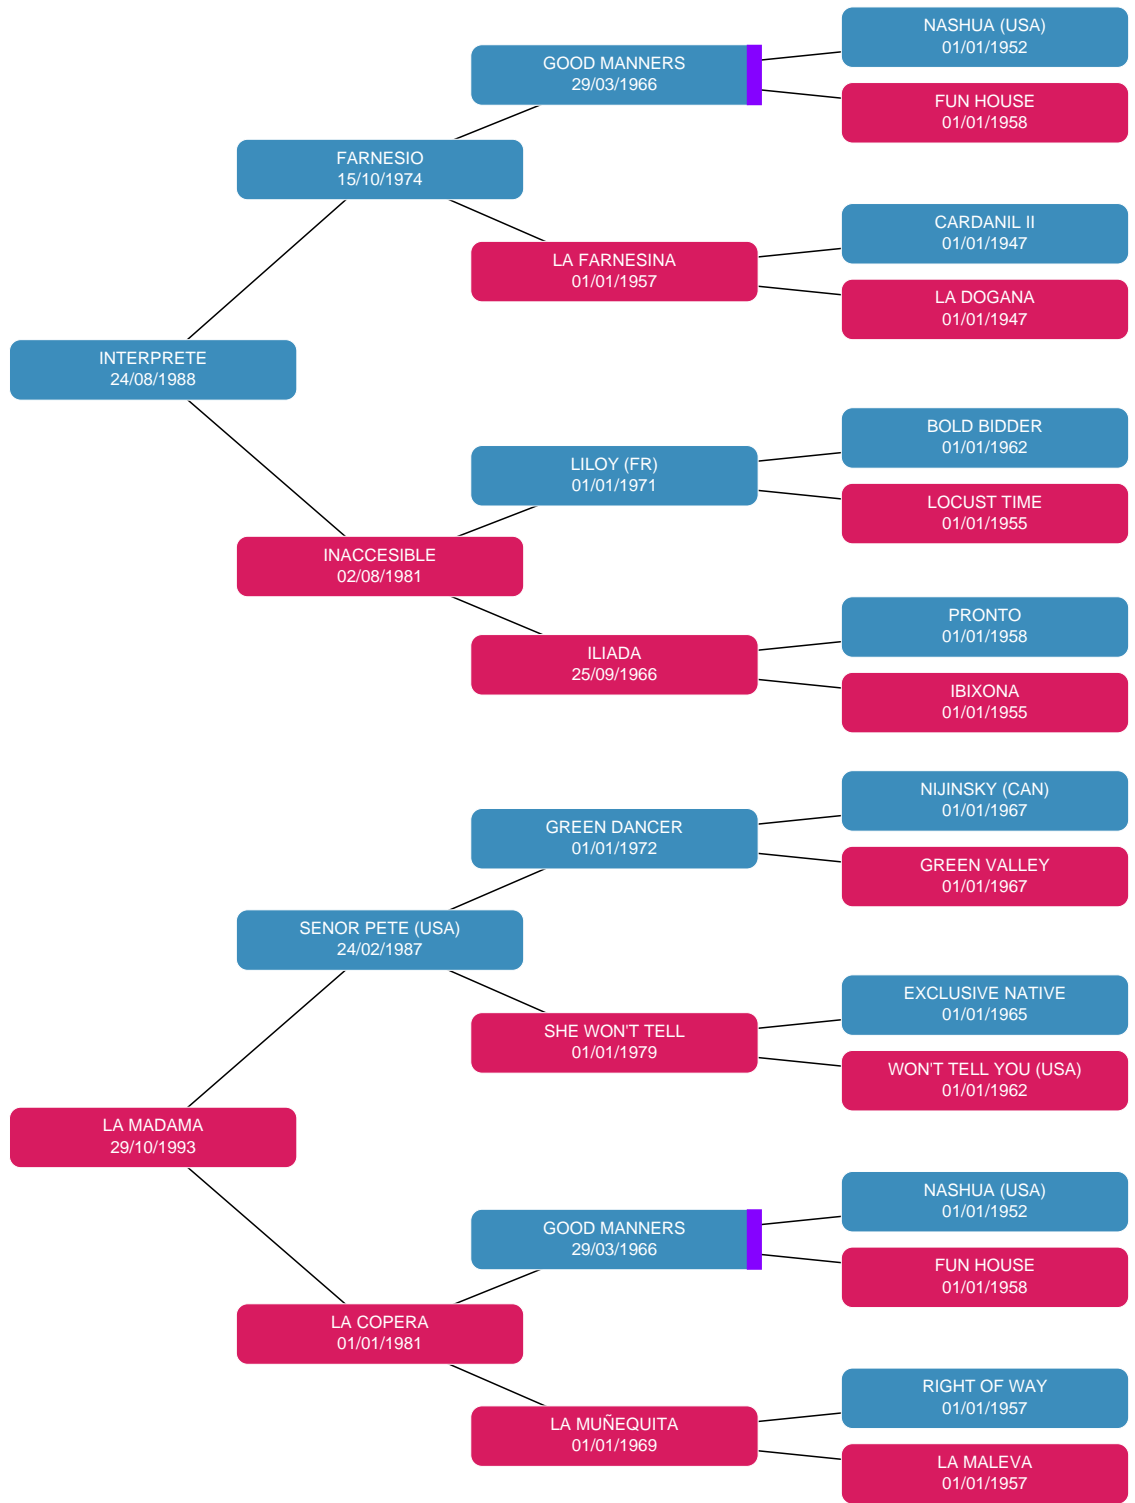 NASHUA (USA)
01/01/1952
GOOD MANNERS
29/03/1966
FUN HOUSE
01/01/1958
FARNESIO
15/10/1974
CARDANIL II
01/01/1947
LA FARNESINA
01/01/1957
LA DOGANA
01/01/1947
INTERPRETE
24/08/1988
BOLD BIDDER
01/01/1962
LILOY (FR)
01/01/1971
LOCUST TIME
01/01/1955
INACCESIBLE
02/08/1981
PRONTO
01/01/1958
ILIADA
25/09/1966
IBIXONA
01/01/1955
NIJINSKY (CAN)
01/01/1967
GREEN DANCER
01/01/1972
GREEN VALLEY
01/01/1967
SENOR PETE (USA)
24/02/1987
EXCLUSIVE NATIVE
01/01/1965
SHE WON'T TELL
01/01/1979
WON'T TELL YOU (USA)
01/01/1962
LA MADAMA
29/10/1993
NASHUA (USA)
01/01/1952
GOOD MANNERS
29/03/1966
FUN HOUSE
01/01/1958
LA COPERA
01/01/1981
RIGHT OF WAY
01/01/1957
LA MUÑEQUITA
01/01/1969
LA MALEVA
01/01/1957